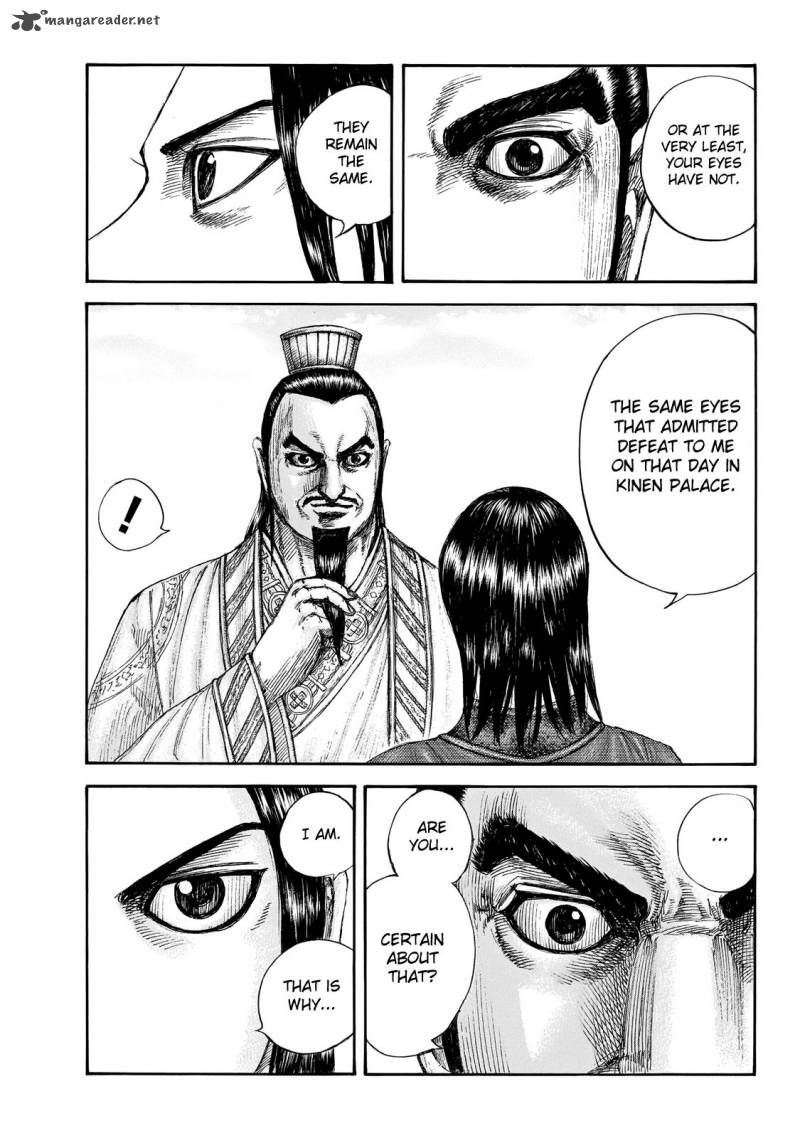 mangareader.net
OR AT THE
VERY LEAST,
YOUR EYES
HAVE NOT.
THEY
REMAIN
THE
SAME.
THE SAME EYES
THAT ADMITTED
DEFEAT TO ME
ON THAT DAY IN
KINEN PALACE.
!
...
ARE
YOU...
CERTAIN
ABOUT
THAT?
I AM.
THAT IS
WHY...